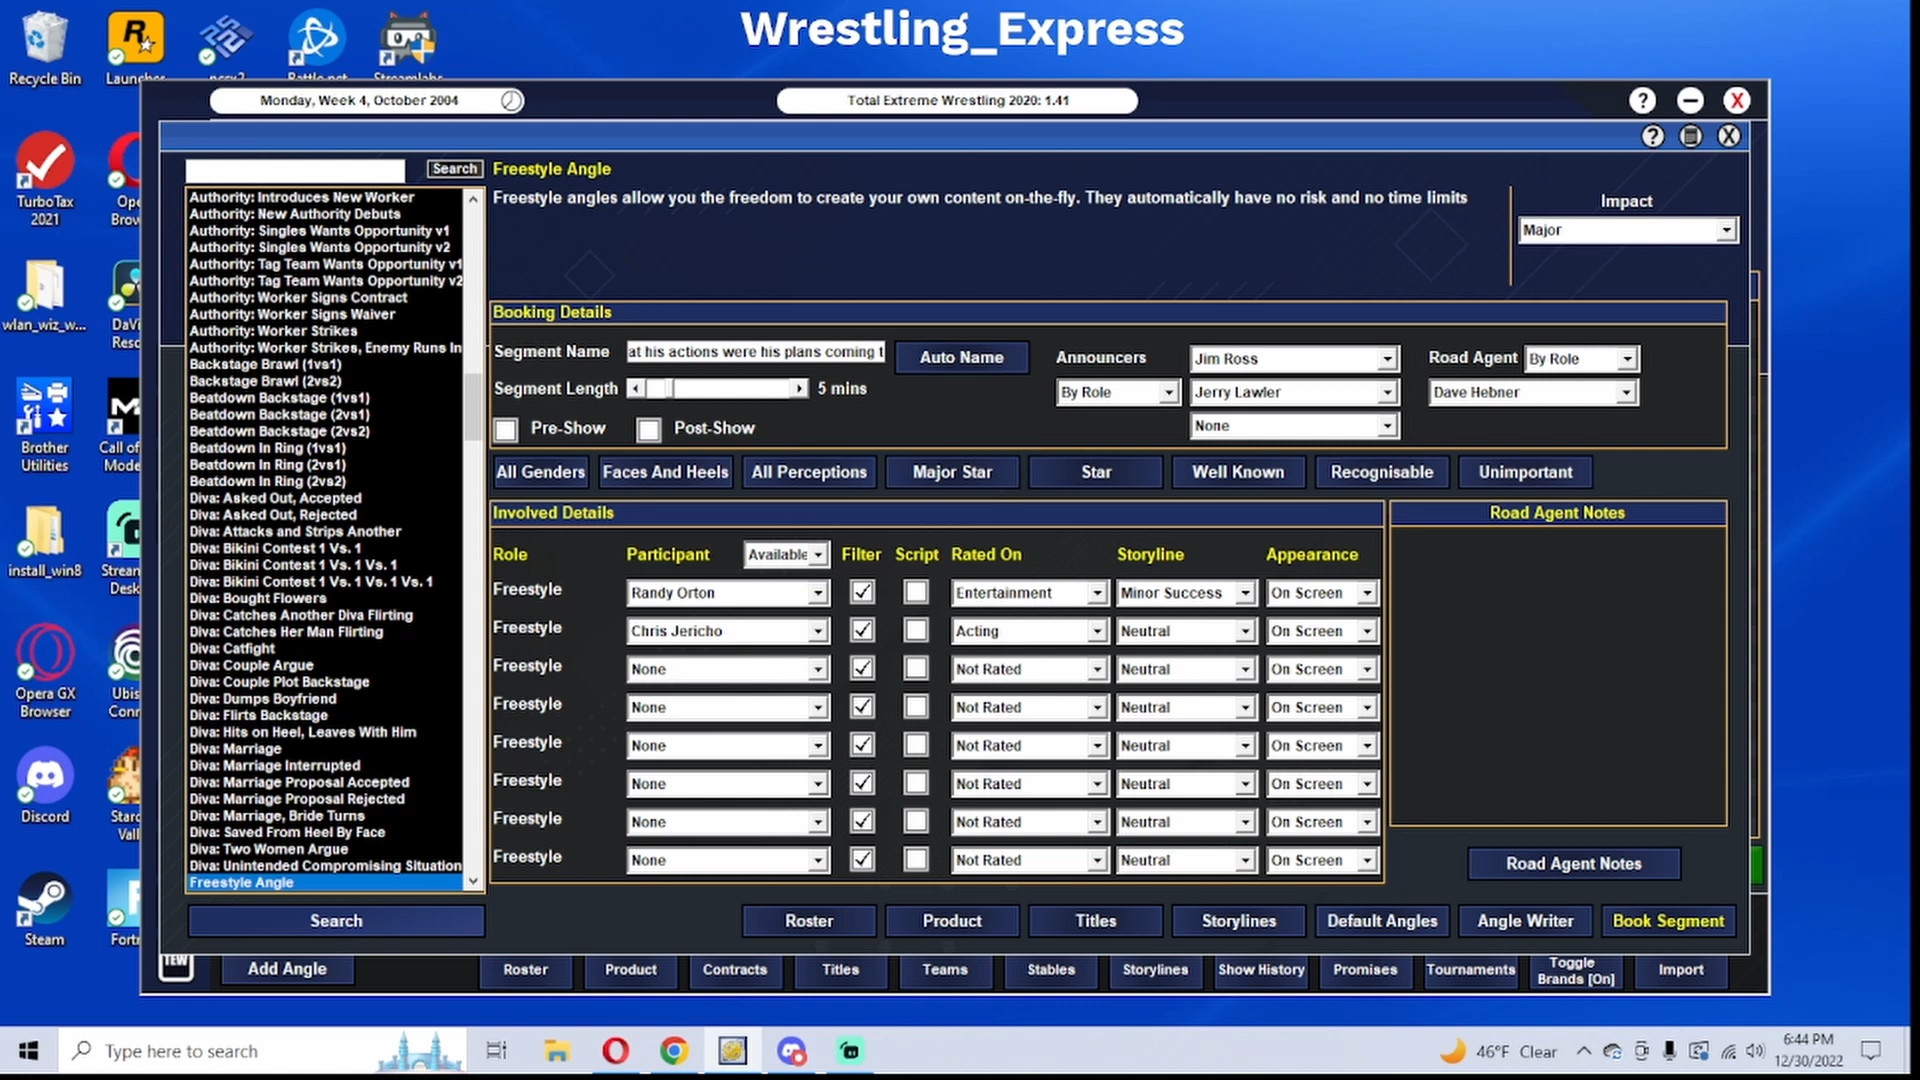 Wrestling_Express
Recycle Bin
Launcher
pcsx2
Battle.net
Streamlabs
TurboTax
2021
wlan_wiz_w...
Brother
Utilities
install_win8
Opera GX
Browser
Discord
Steam
Monday, Week 4, October 2004
Total Extreme Wrestling 2020: 1.41
Search
Freestyle Angle
Freestyle angles allow you the freedom to create your own content on-the-fly. They automatically have no risk and no time limits
Impact
Major
Authority: Introduces New Worker
Authority: New Authority Debuts
Authority: Singles Wants Opportunity v1
Authority: Singles Wants Opportunity v2
Authority: Tag Team Wants Opportunity v1
Authority: Tag Team Wants Opportunity v2
Authority: Worker Signs Contract
Authority: Worker Signs Waiver
Authority: Worker Strikes
Authority: Worker Strikes, Enemy Runs In
Backstage Brawl (1vs1)
Backstage Brawl (2vs2)
Beatdown Backstage (1vs1)
Beatdown Backstage (2vs1)
Beatdown Backstage (2vs2)
Beatdown In Ring (1vs1)
Beatdown In Ring (2vs1)
Beatdown In Ring (2vs2)
Diva: Asked Out, Accepted
Diva: Asked Out, Rejected
Diva: Attacks and Strips Another
Diva: Bikini Contest 1 Vs. 1
Diva: Bikini Contest 1 Vs. 1 Vs. 1
Diva: Bikini Contest 1 Vs. 1 Vs. 1 Vs. 1
Diva: Bought Flowers
Diva: Catches Another Diva Flirting
Diva: Catches Her Man Flirting
Diva: Catfight
Diva: Couple Argue
Diva: Couple Plot Backstage
Diva: Dumps Boyfriend
Diva: Flirts Backstage
Diva: Hits on Heel, Leaves With Him
Diva: Marriage
Diva: Marriage Interrupted
Diva: Marriage Proposal Accepted
Diva: Marriage Proposal Rejected
Diva: Marriage, Bride Turns
Diva: Saved From Heel By Face
Diva: Two Women Argue
Diva: Unintended Compromising Situation
Freestyle Angle
Search
Booking Details
Segment Name at his actions were his plans coming t Auto Name Announcers Jim Ross Road Agent By Role
Segment Length 5 mins By Role Jerry Lawler Dave Hebner
Pre-Show Post-Show None
All Genders Faces And Heels All Perceptions Major Star Star Well Known Recognisable Unimportant
Involved Details
Road Agent Notes
Role Participant Available Filter Script Rated On Storyline Appearance
Freestyle Randy Orton Entertainment Minor Success On Screen
Freestyle Chris Jericho Acting Neutral On Screen
Freestyle None Not Rated Neutral On Screen
Freestyle None Not Rated Neutral On Screen
Freestyle None Not Rated Neutral On Screen
Freestyle None Not Rated Neutral On Screen
Freestyle None Not Rated Neutral On Screen
Freestyle None Not Rated Neutral On Screen
Road Agent Notes
Roster Product Titles Storylines Default Angles Angle Writer Book Segment
TEW Add Angle Roster Product Contracts Titles Teams Stables Storylines Show History Promises Tournaments Toggle Brands [On] Import
Type here to search
46°F Clear
6:44 PM
12/30/2022